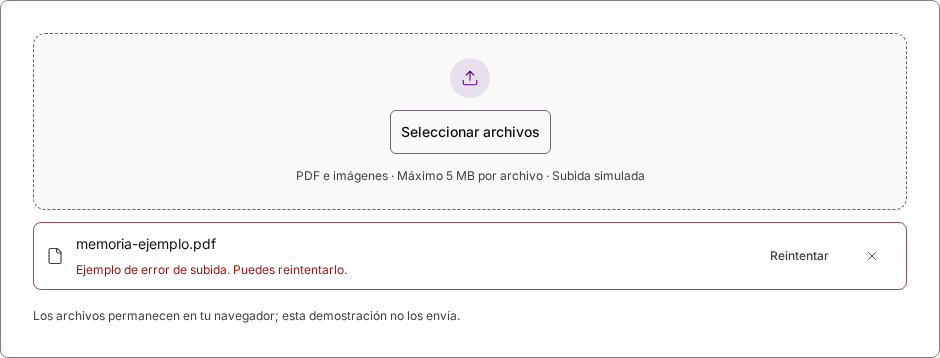 Seleccionar archivos
PDF e imágenes · Máximo 5 MB por archivo · Subida simulada
memoria-ejemplo.pdf
Ejemplo de error de subida. Puedes reintentarlo.
Reintentar
Los archivos permanecen en tu navegador; esta demostración no los envía.